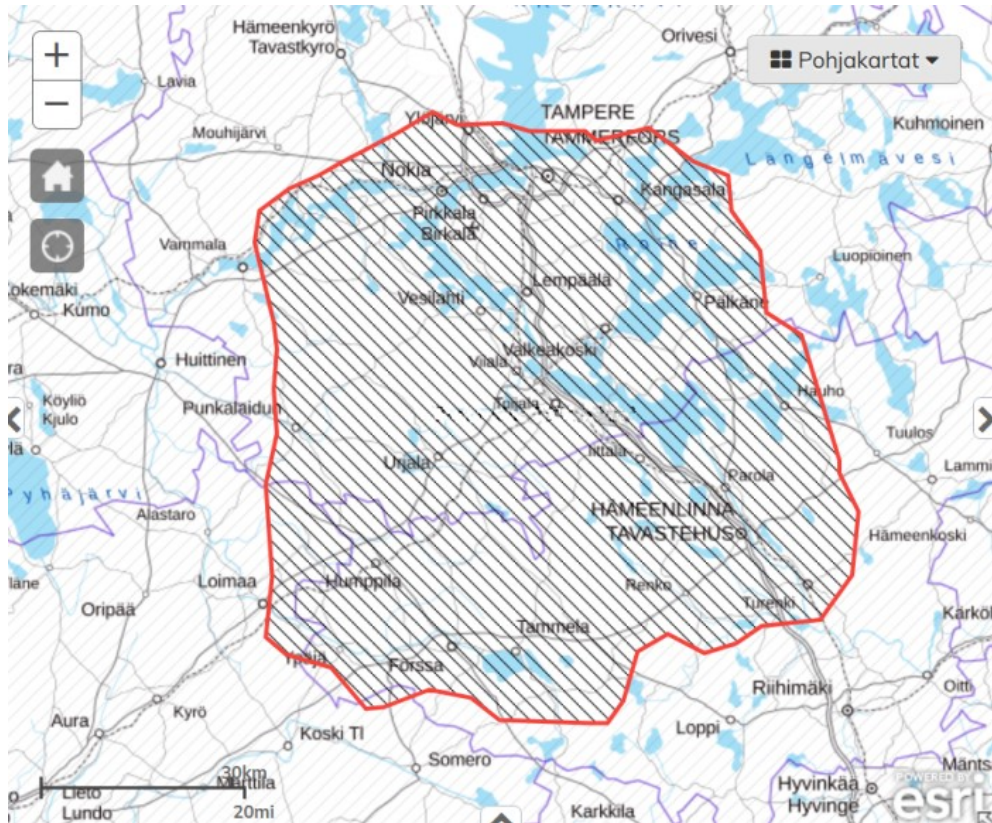 Hämeenkyrö
Tavastkyro
Orivesi
Pohjakartat
Lavia
TAMPERE
TAMMERFORS
Ylöjärvi
Kuhmoinen
Mouhijärvi
Längelmävesi
Nokia
Kangasala
Pirkkala
Birkala
Roine
Vammala
Luopioinen
Lempäälä
Kumo
Vesilahti
Pälkäne
Huittinen
Valkeakoski
Viiala
Hauho
Köyliö
Kjulo
Punkalaidun
Toijala
Tuulos
Urjala
Iittala
Parola
Lammi
Pyhäjärvi
Alastaro
HÄMEENLINNA
TAVASTEHUS
Hämeenkoski
Loimaa
Humppila
Renko
Turenki
Oripää
Tammela
Ypäjä
Forssa
Riihimäki
Oitti
Aura
Kyrö
Loppi
Koski Tl
Somero
30km
20mi
Marttila
Lieto
Lundo
Karkkila
Hyvinkää
Hyvinge
POWERED BY
esri